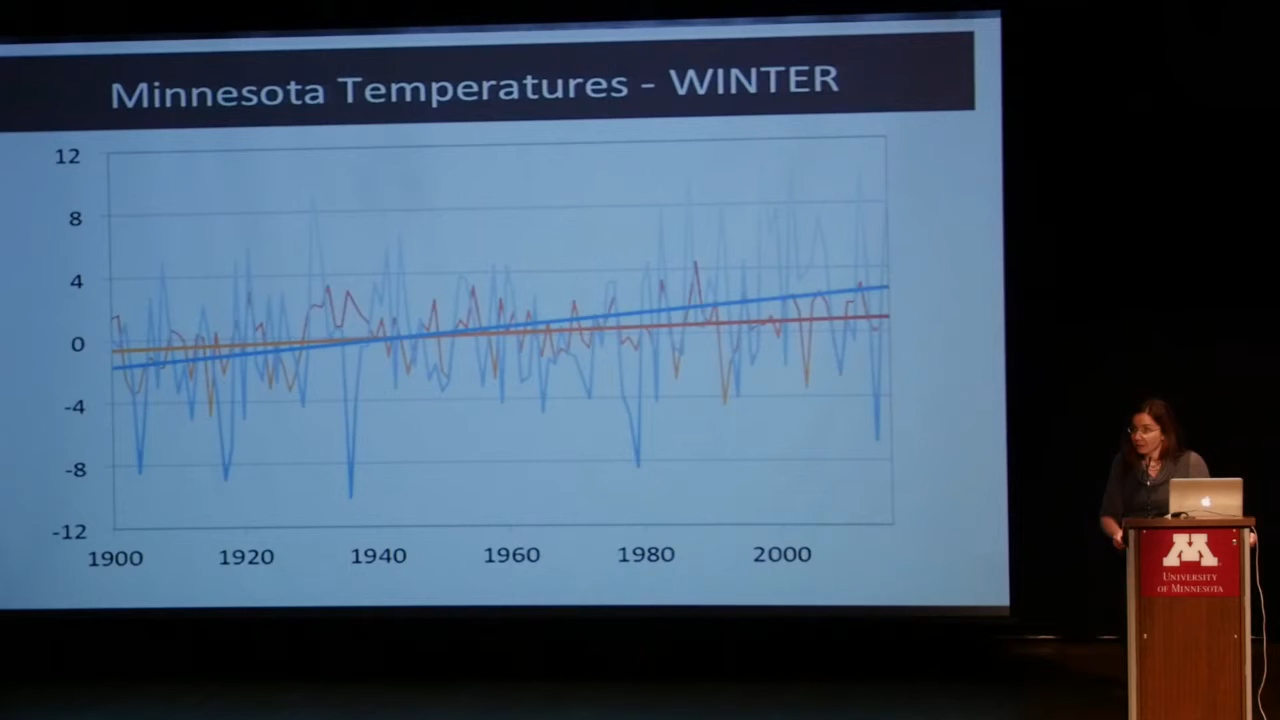 Minnesota Temperatures - WINTER
12
8
4
0
-4
-8
-12
1900 1920 1940 1960 1980 2000
M
UNIVERSITY
OF MINNESOTA